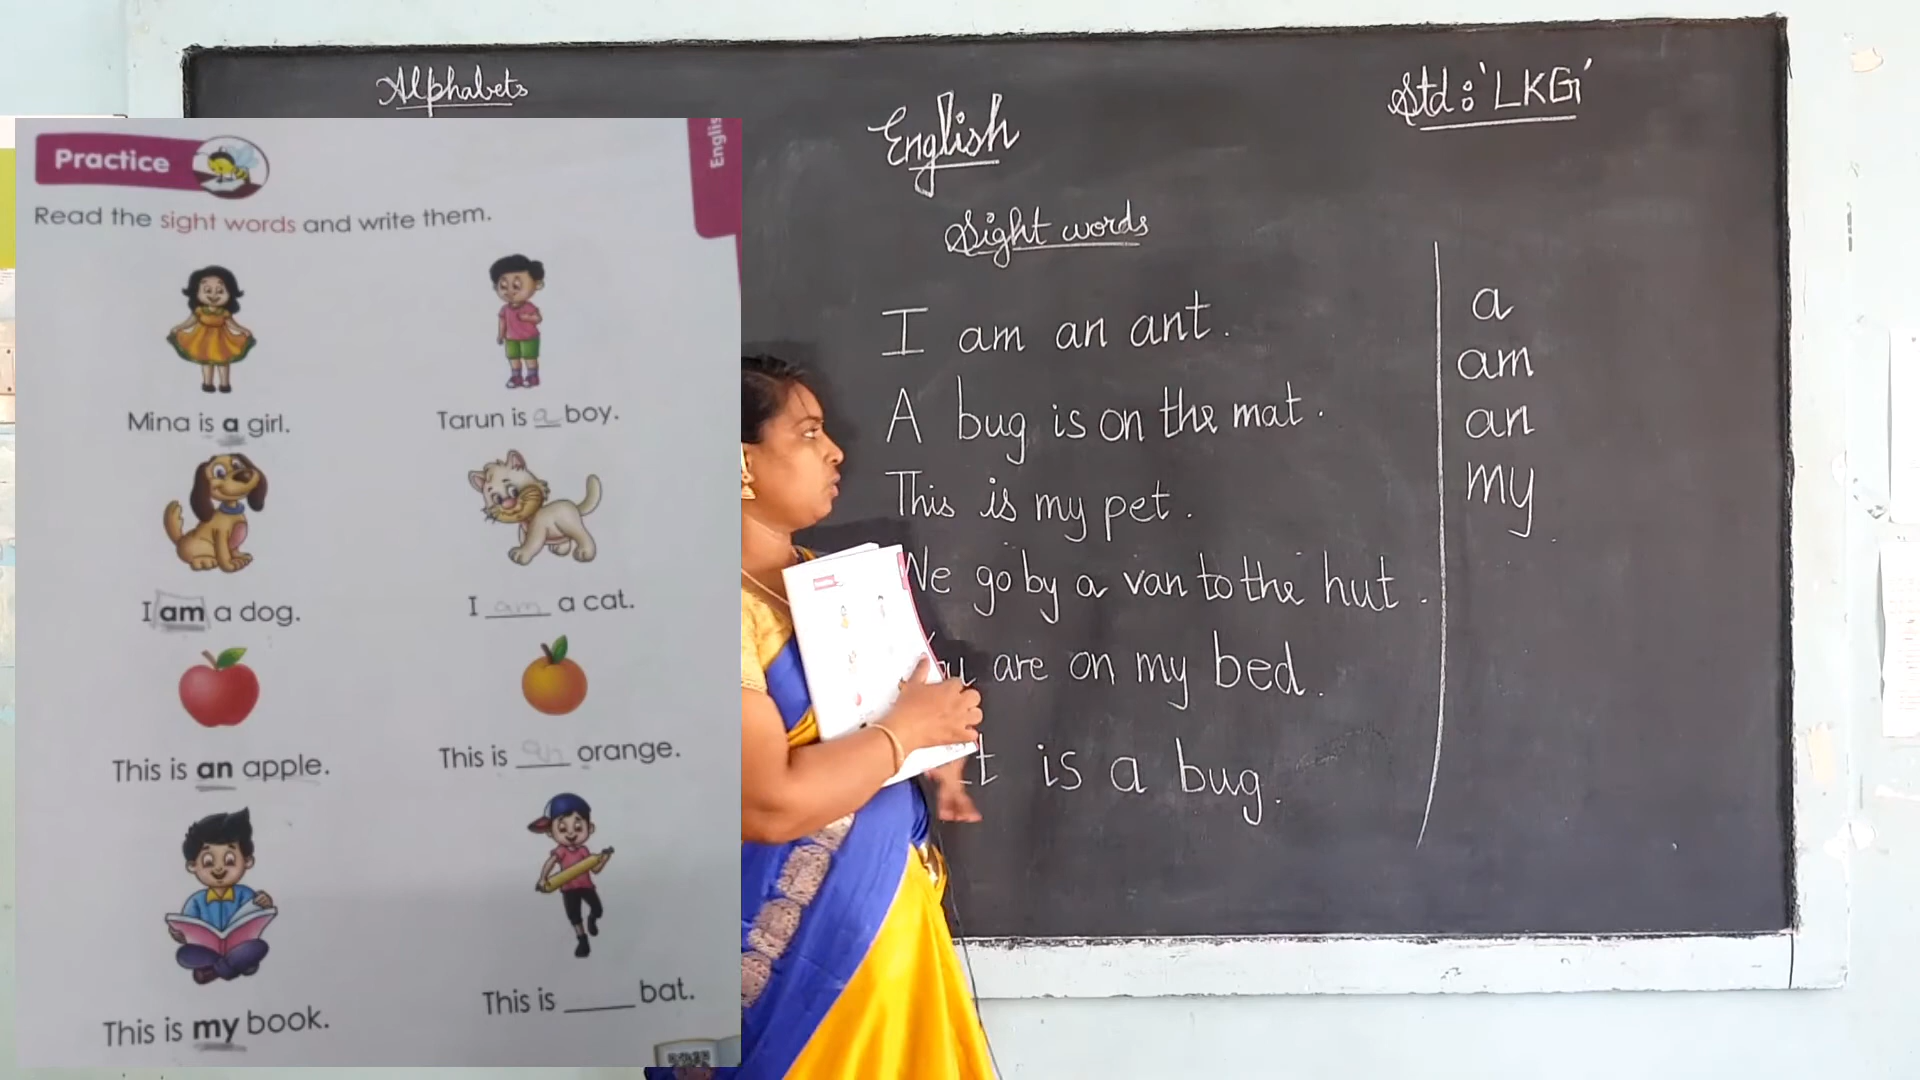 Alphabets
Std : 'LKG'
English
Sight words
I am an ant.
A bug is on the mat.
This is my pet.
We go by a van to the hut.
are on my bed.
is a bug.
a
am
an
my
Practice
Englis
Read the sight words and write them.
Mina is a girl.
Tarun is a boy.
I am a dog.
I am a cat.
This is an apple.
This is an orange.
This is my book.
This is _____ bat.